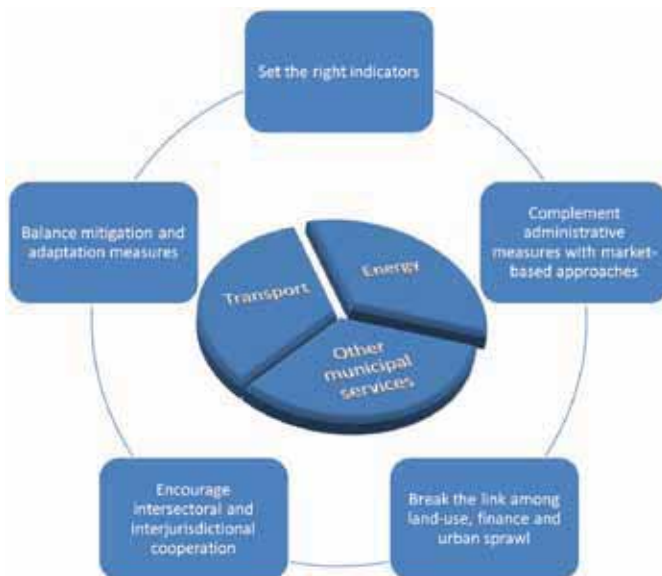 Set the right indicators
Balance mitigation and
adaptation measures
Complement
administrative
measures with market-
based approaches
Energy
Transport
Other
municipal
services
Encourage
intersectoral and
interjurisdictional
cooperation
Break the link among
land-use, finance and
urban sprawl